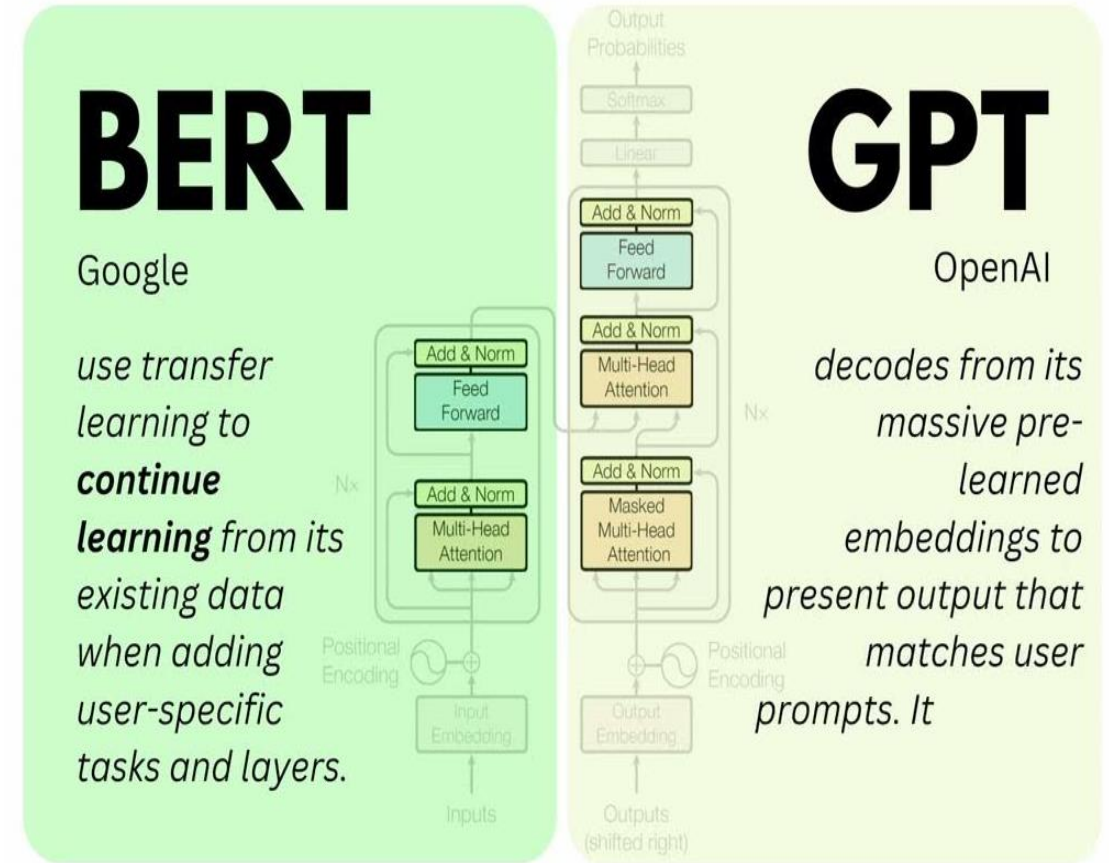 BERT
Google
use transfer
learning to
continue
learning from its
existing data
when adding
user-specific
tasks and layers.
Add & Norm
Feed
Forward
Nx
Add & Norm
Multi-Head
Attention
Positional
Encoding
Input
Embedding
Inputs
Output
Probabilities
Softmax
Linear
Add & Norm
Feed
Forward
Add & Norm
Multi-Head
Attention
Nx
Add & Norm
Masked
Multi-Head
Attention
Positional
Encoding
Output
Embedding
Outputs
(shifted right)
GPT
OpenAI
decodes from its
massive pre-
learned
embeddings to
present output that
matches user
prompts. It